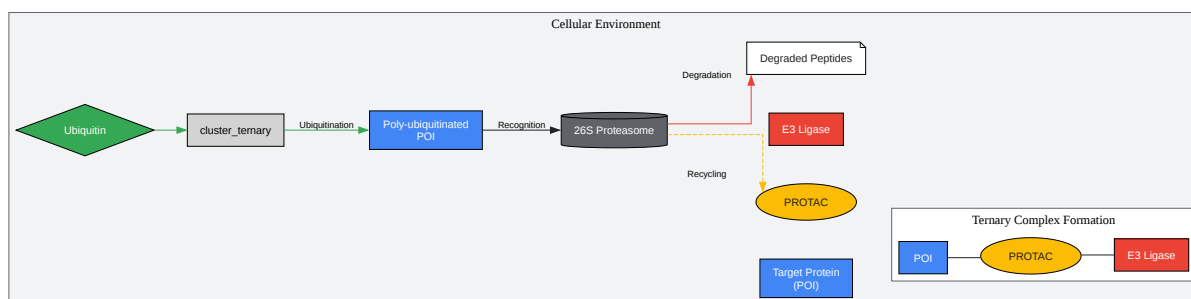 Cellular Environment
Degraded Peptides
Degradation
Ubiquitin
cluster_ternary
Ubiquitination
Poly-ubiquitinated
POI
Recognition
26S Proteasome
E3 Ligase
Recycling
PROTAC
Ternary Complex Formation
POI
PROTAC
E3 Ligase
Target Protein
(POI)